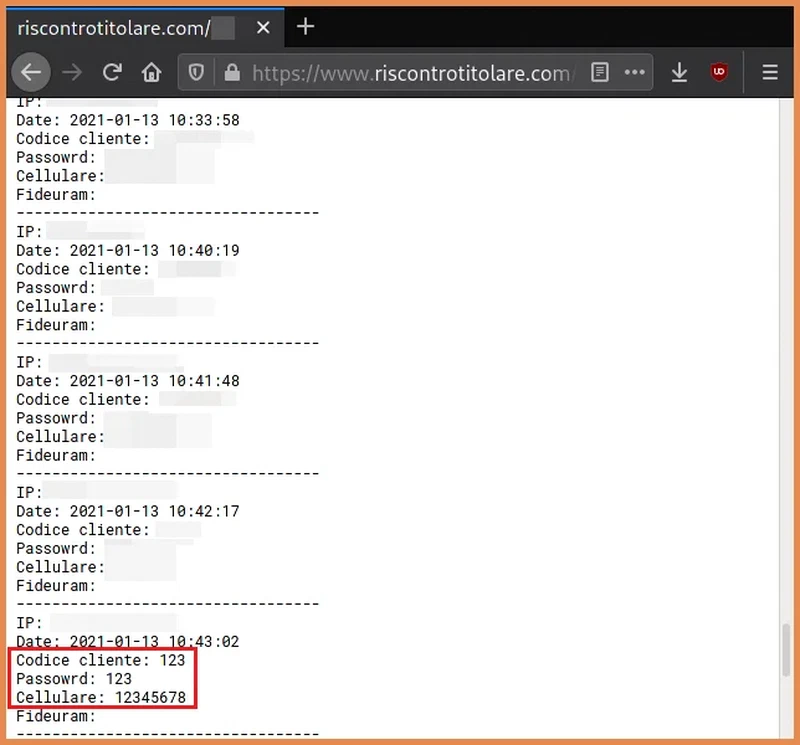 riscontrotitolare.com/
https://www.riscontrotitolare.com/
IP:
Date: 2021-01-13 10:33:58
Codice cliente:
Passowrd:
Cellulare:
Fideuram:
----------------------------------
IP:
Date: 2021-01-13 10:40:19
Codice cliente:
Passowrd:
Cellulare:
Fideuram:
----------------------------------
IP:
Date: 2021-01-13 10:41:48
Codice cliente:
Passowrd:
Cellulare:
Fideuram:
----------------------------------
IP:
Date: 2021-01-13 10:42:17
Codice cliente:
Passowrd:
Cellulare:
Fideuram:
----------------------------------
IP:
Date: 2021-01-13 10:43:02
Codice cliente: 123
Passowrd: 123
Cellulare: 12345678
Fideuram:
----------------------------------